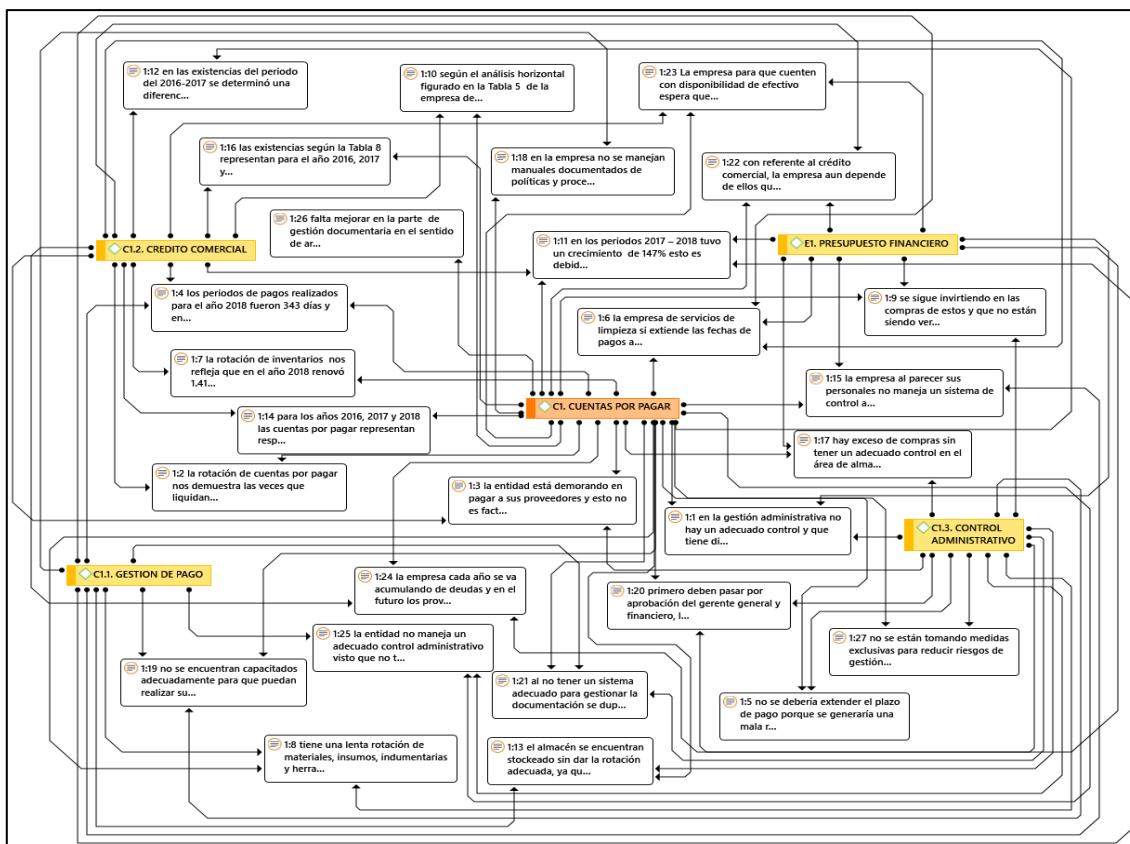 1:12 en las existencias del periodo
del 2016-2017 se determinó una
diferenc...
1:10 según el análisis horizontal
figurado en la Tabla 5 de la
empresa de...
1:23 La empresa para que cuenten
con disponibilidad de efectivo
espera que...
1:16 las existencias según la Tabla 8
representan para el año 2016, 2017
y...
1:18 en la empresa no se manejan
manuales documentados de
políticas y proce...
1:22 con referente al crédito
comercial, la empresa aun depende
de ellos qu...
1:26 falta mejorar en la parte de
gestión documentaria en el sentido
de ar...
C1.2. CREDITO COMERCIAL
1:11 en los periodos 2017 – 2018 tuvo
un crecimiento de 147% esto es
debid...
E1. PRESUPUESTO FINANCIERO
1:4 los periodos de pagos realizados
para el año 2018 fueron 343 días y
en...
1:6 la empresa de servicios de
limpieza si extiende las fechas de
pagos a...
1:9 se sigue invirtiendo en las
compras de estos y que no están
siendo ver...
1:7 la rotación de inventarios nos
refleja que en el año 2018 renovó
1.41...
1:15 la empresa al parecer sus
personales no maneja un sistema de
control a...
C1. CUENTAS POR PAGAR
1:14 para los años 2016, 2017 y 2018
las cuentas por pagar representan
resp...
1:17 hay exceso de compras sin
tener un adecuado control en el
área de alma...
1:2 la rotación de cuentas por pagar
nos demuestra las veces que
liquidan...
1:3 la entidad está demorando en
pagar a sus proveedores y esto no
es fact...
1:1 en la gestión administrativa no
hay un adecuado control y que
tiene di...
C1.3. CONTROL
ADMINISTRATIVO
C1.1. GESTION DE PAGO
1:24 la empresa cada año se va
acumulando de deudas y en el
futuro los prov...
1:20 primero deben pasar por
aprobación del gerente general y
financiero, l...
1:25 la entidad no maneja un
adecuado control administrativo
visto que no t...
1:27 no se están tomando medidas
exclusivas para reducir riesgos de
gestión...
1:19 no se encuentran capacitados
adecuadamente para que puedan
realizar su...
1:21 al no tener un sistema
adecuado para gestionar la
documentación se dup...
1:5 no se debería extender el plazo
de pago porque se generaría una
mala r...
1:8 tiene una lenta rotación de
materiales, insumos, indumentarias
y herra...
1:13 el almacén se encuentran
stockeado sin dar la rotación
adecuada, ya qu...